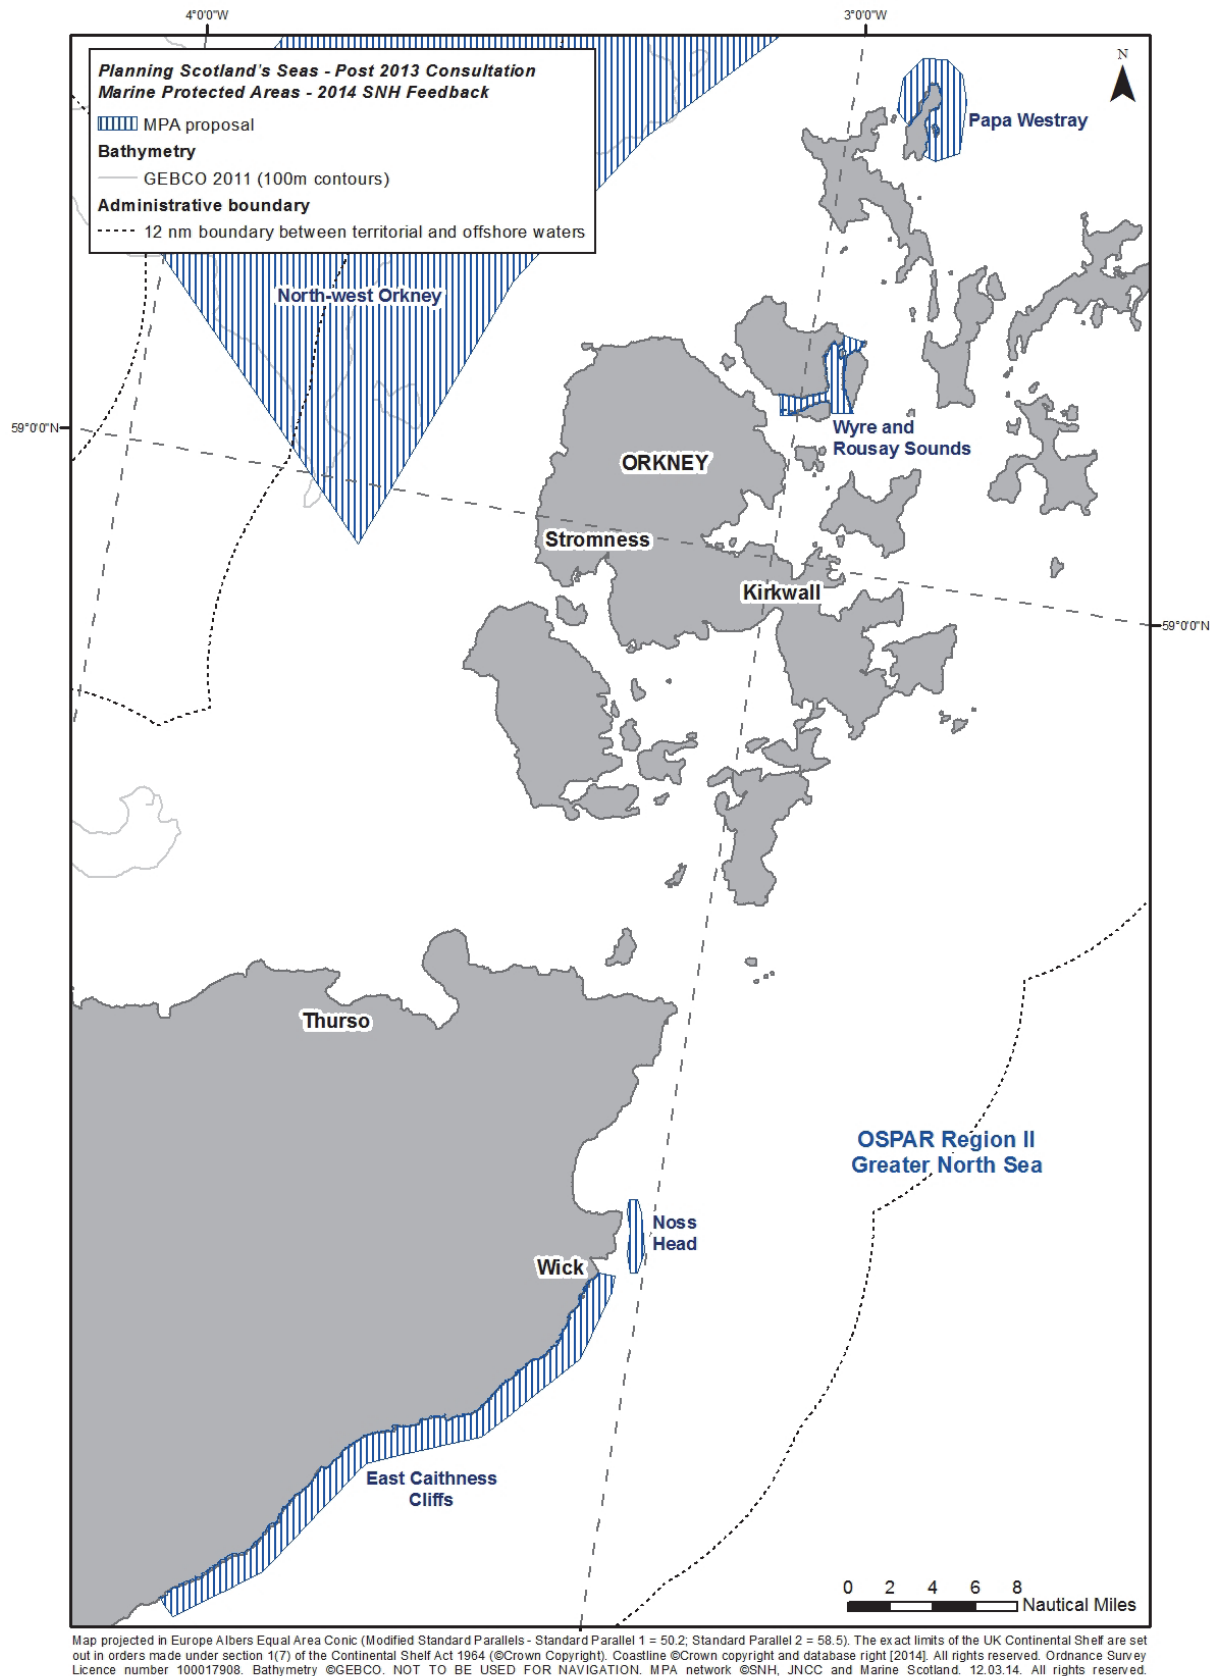 4°0'0"W
3°0'0"W
Planning Scotland's Seas - Post 2013 Consultation
Marine Protected Areas - 2014 SNH Feedback
MPA proposal
Bathymetry
GEBCO 2011 (100m contours)
Administrative boundary
12 nm boundary between territorial and offshore waters
N
Papa Westray
North-west Orkney
59°0'0"N
Wyre and
Rousay Sounds
ORKNEY
Stromness
Kirkwall
59°0'0"N
Thurso
OSPAR Region II
Greater North Sea
Noss
Head
Wick
East Caithness
Cliffs
0 2 4 6 8
Nautical Miles
Map projected in Europe Albers Equal Area Conic (Modified Standard Parallels - Standard Parallel 1 = 50.2; Standard Parallel 2 = 58.5). The exact limits of the UK Continental Shelf are set
out in orders made under section 1(7) of the Continental Shelf Act 1964 (©Crown Copyright). Coastline ©Crown copyright and database right [2014]. All rights reserved. Ordnance Survey
Licence number 100017908. Bathymetry ©GEBCO. NOT TO BE USED FOR NAVIGATION. MPA network ©SNH, JNCC and Marine Scotland. 12.03.14. All rights reserved.